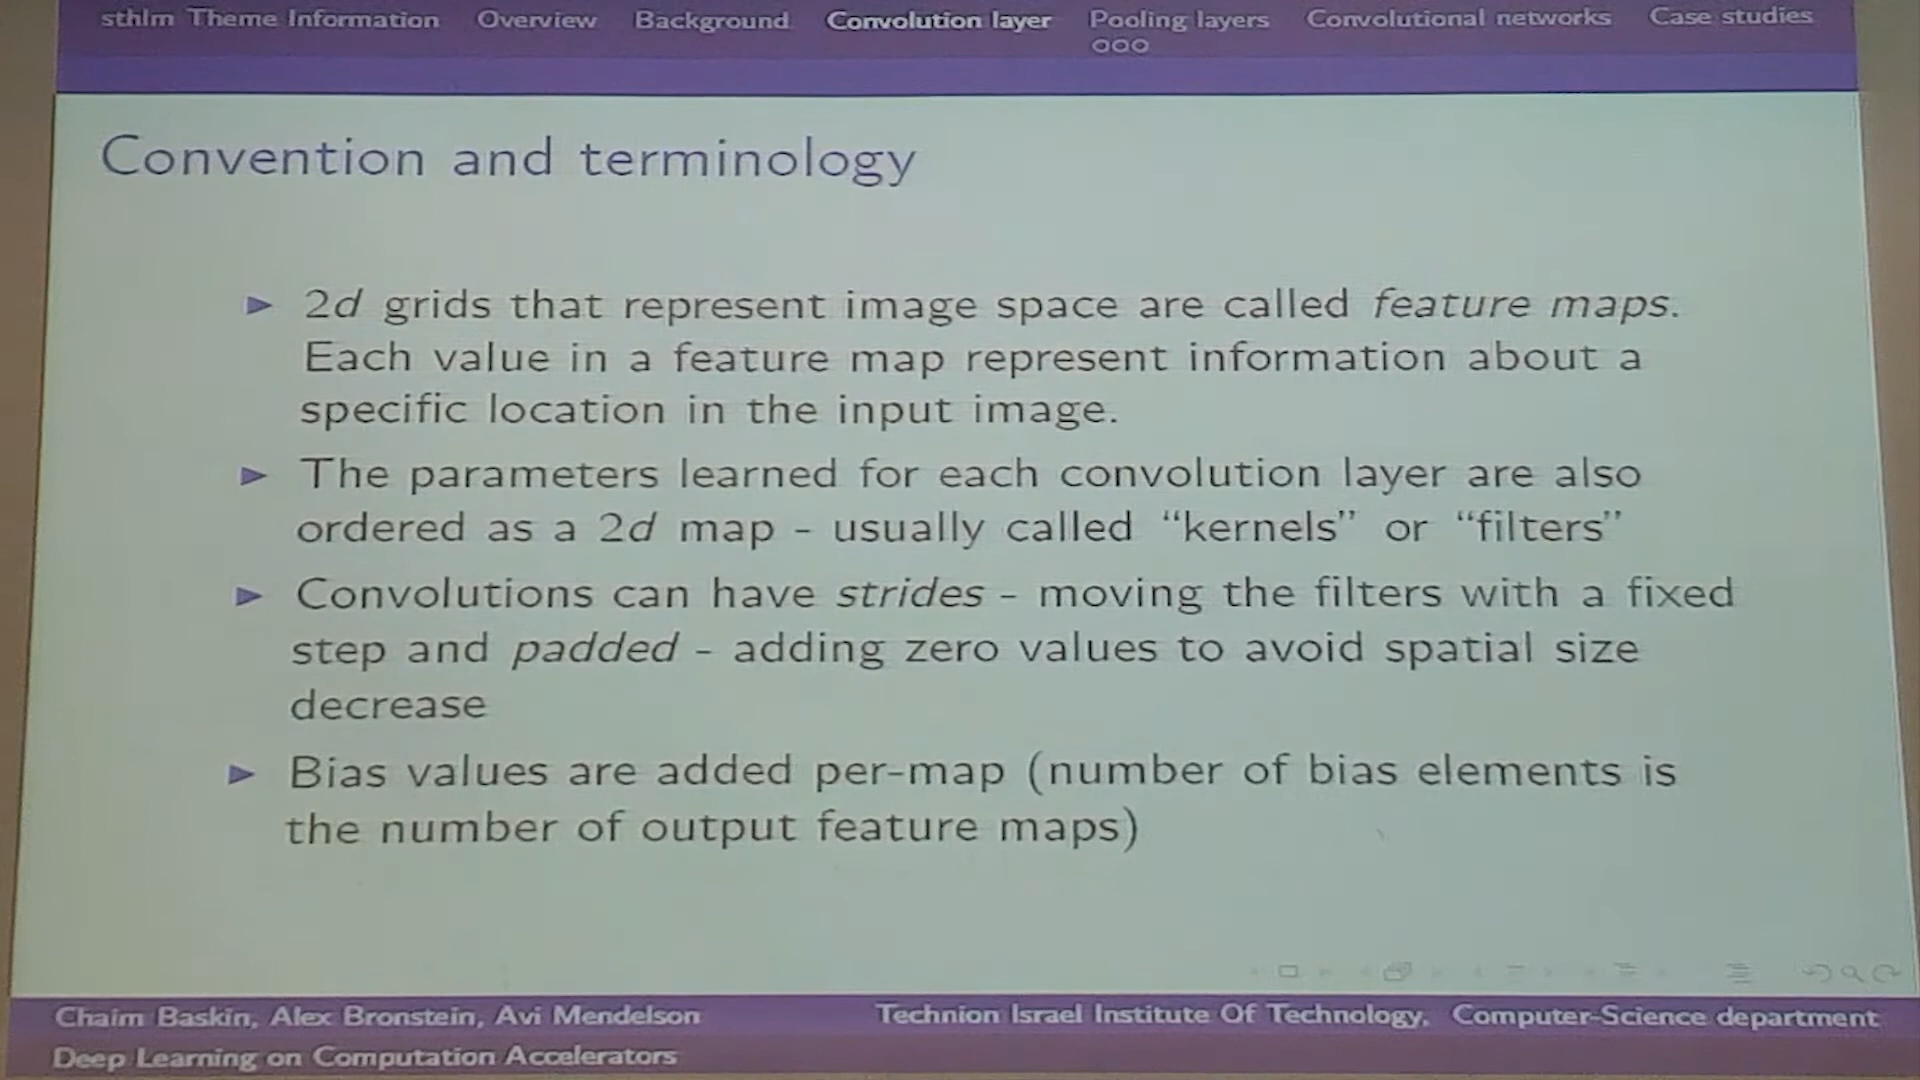 sthlm Theme Information Overview Background Convolution layer Pooling layers Convolutional networks Case studies
Convention and terminology
2d grids that represent image space are called feature maps.
Each value in a feature map represent information about a
specific location in the input image.
The parameters learned for each convolution layer are also
ordered as a 2d map - usually called “kernels” or “filters”
Convolutions can have strides - moving the filters with a fixed
step and padded - adding zero values to avoid spatial size
decrease
Bias values are added per-map (number of bias elements is
the number of output feature maps)
Chaim Baskin, Alex Bronstein, Avi Mendelson Technion Israel Institute Of Technology, Computer-Science department
Deep Learning on Computation Accelerators